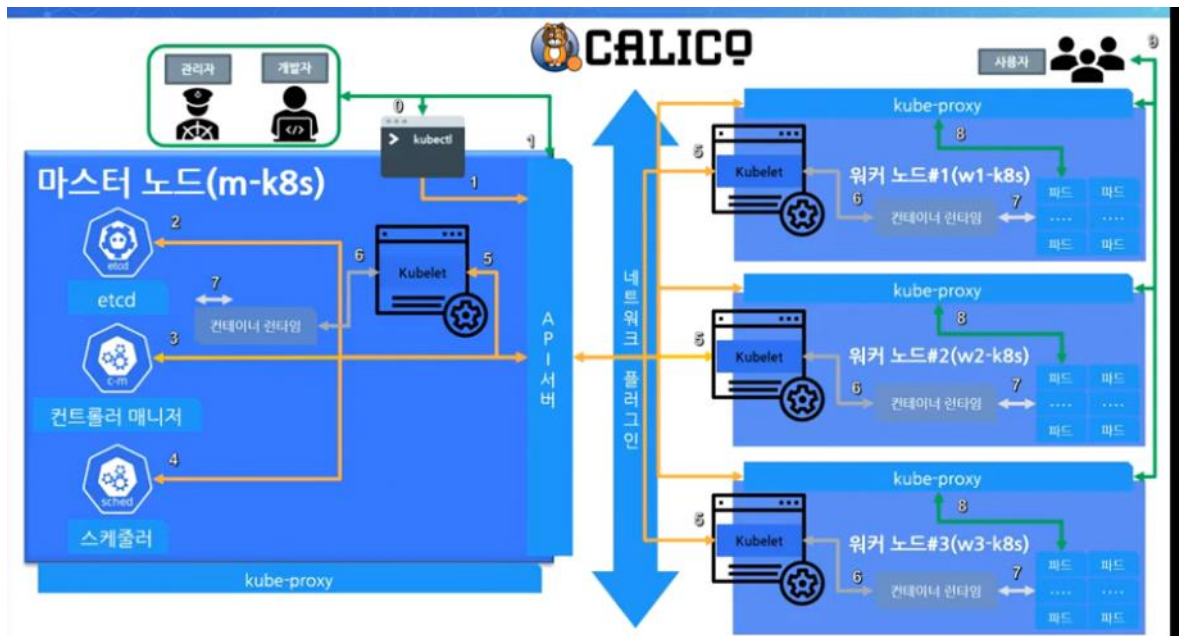 CALICO
관리자
개발자
사용자
9
0
kubectl
1
1
마스터 노드(m-k8s)
2
etcd
etcd
7
컨테이너 런타임
6
Kubelet
5
3
c-m
컨트롤러 매니저
4
sched
스케줄러
API 서버
kube-proxy
네트워크 플러그인
kube-proxy
8
5
Kubelet
워커 노드#1(w1-k8s)
6
컨테이너 런타임
7
파드 파드
.... ....
파드 파드
kube-proxy
8
5
Kubelet
워커 노드#2(w2-k8s)
6
컨테이너 런타임
7
파드 파드
.... ....
파드 파드
kube-proxy
8
5
Kubelet
워커 노드#3(w3-k8s)
6
컨테이너 런타임
7
파드 파드
.... ....
파드 파드